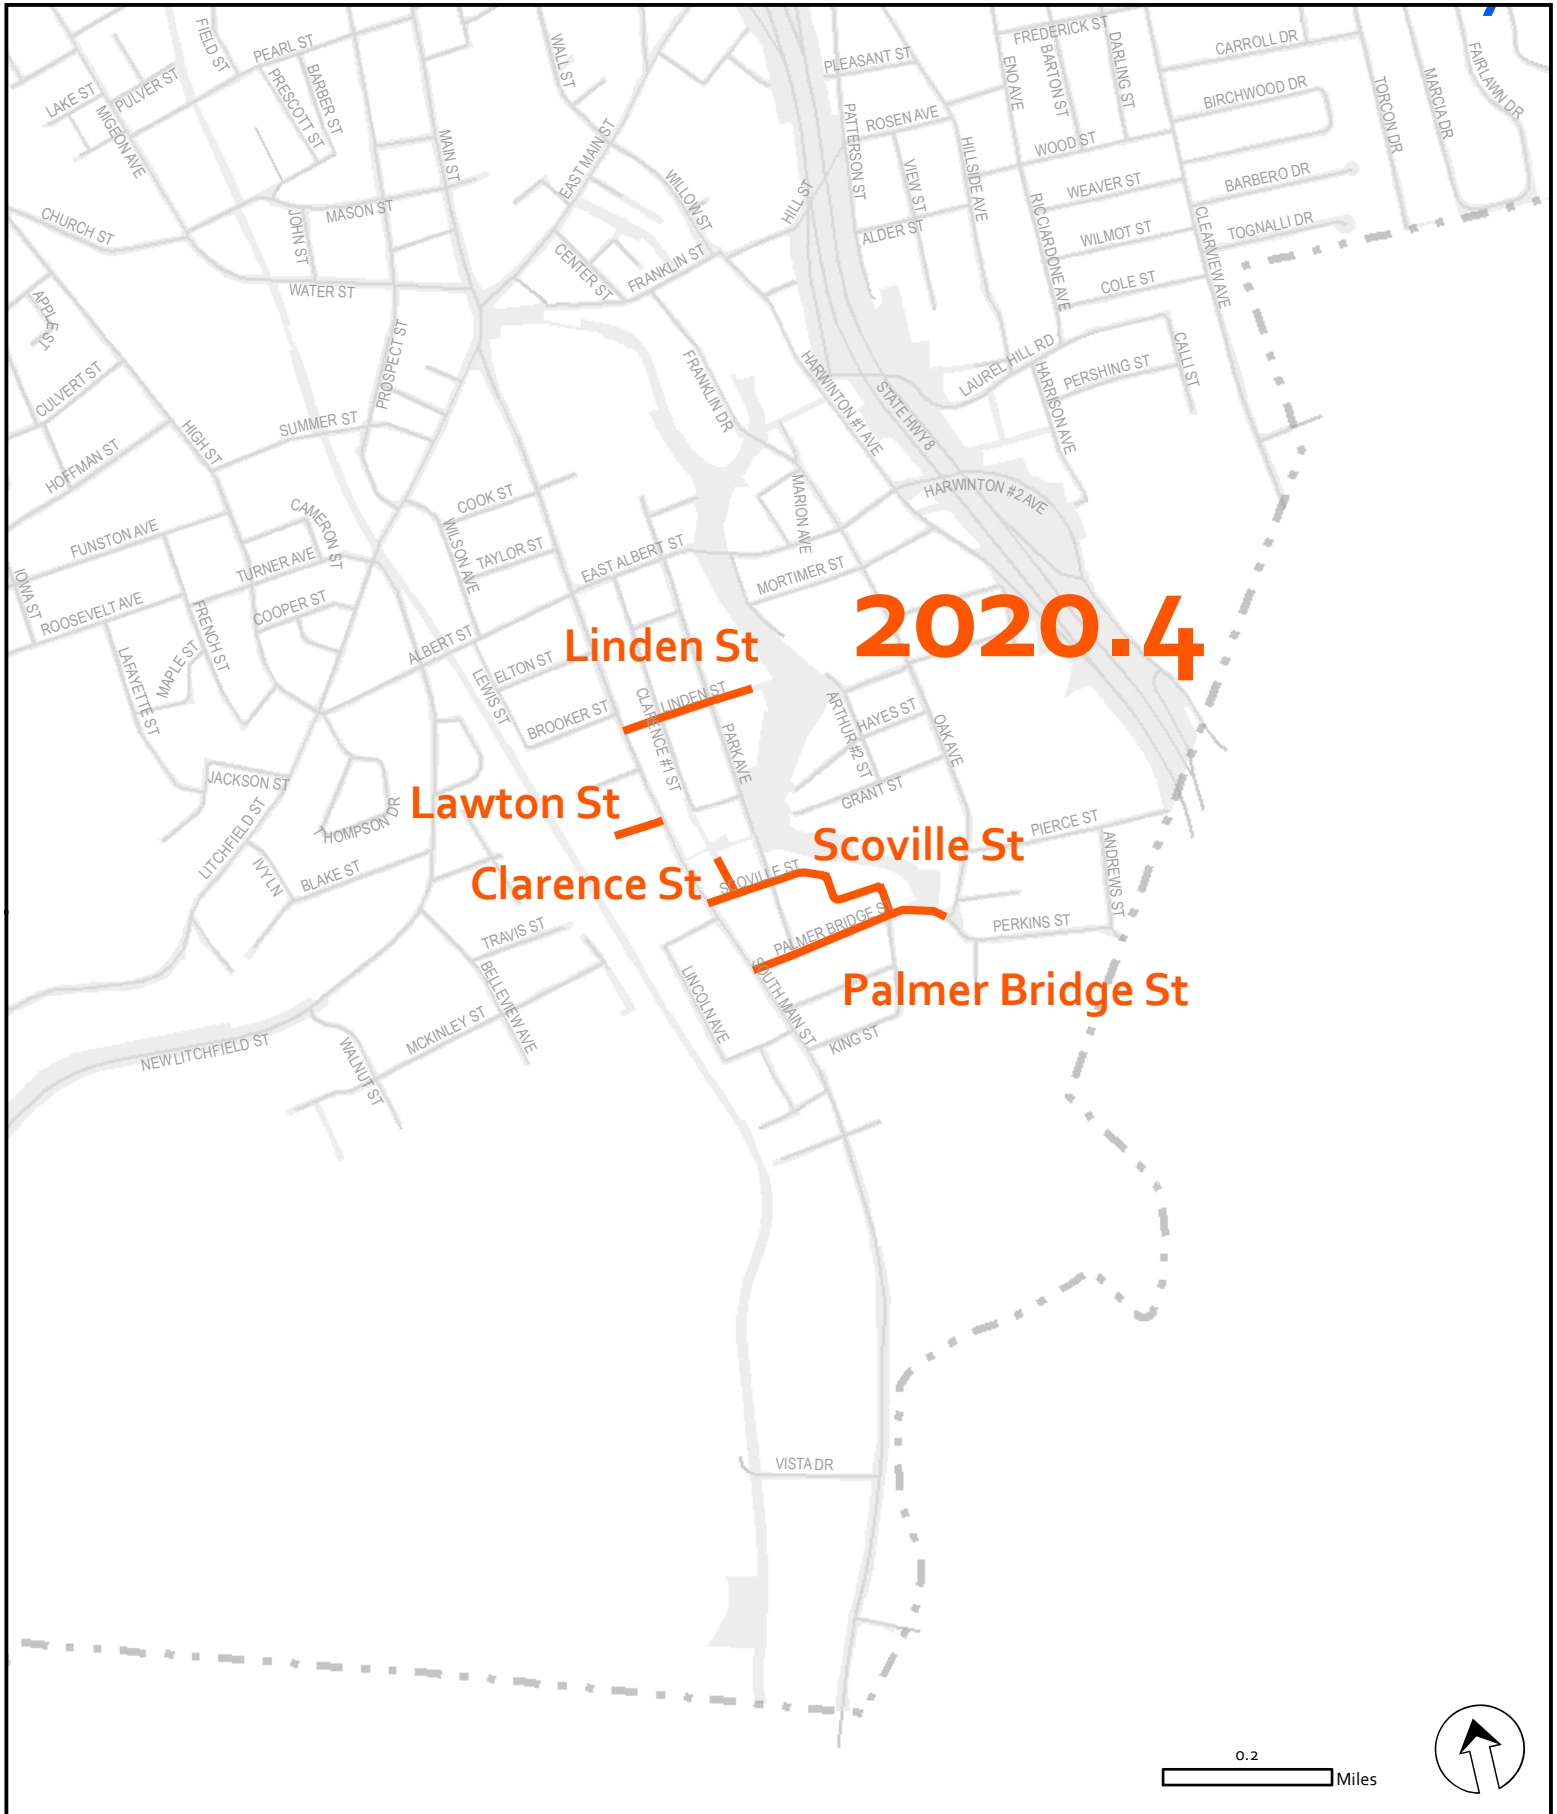 FIELD ST
PEARL ST
WALL ST
PLEASANT ST
FREDERICK ST
DARLING ST
CARROLL DR
FAIRLAWN DR
LAKE ST
PULVER ST
BARBER ST
PRESCOTT ST
ENO AVE
BARTON ST
BIRCHWOOD DR
TORCON DR
MARCIA DR
MIGEON AVE
MAIN ST
EAST MAIN ST
PATTERSON ST
ROSEN AVE
HILLSIDE AVE
WOOD ST
WILLOW ST
VIEW ST
WEAVER ST
BARBERO DR
CHURCH ST
JOHN ST
MASON ST
HILL ST
ALDER ST
RICCIARDONE AVE
WILMOT ST
CLEARVIEW AVE
TOGNALLI DR
CENTER ST
FRANKLIN ST
WATER ST
COLE ST
APPLE ST
PROSPECT ST
FRANKLIN DR
HARWINTON #1 AVE
STATE HWY 8
LAUREL HILL RD
HARRISON AVE
PERSHING ST
CALLI ST
CULVERT ST
HIGH ST
SUMMER ST
HOFFMAN ST
COOK ST
MARION AVE
HARWINTON #2 AVE
CAMERON ST
WILSON AVE
FUNSTON AVE
TURNER AVE
TAYLOR ST
EAST ALBERT ST
MORTIMER ST
IOWA ST
ROOSEVELT AVE
FRENCH ST
COOPER ST
2020.4
LAFAYETTE ST
MAPLE ST
ALBERT ST
Linden St
LEWIS ST
ELTON ST
CLARENCE #1 ST
LINDEN ST
BROOKER ST
PARK AVE
ARTHUR #2 ST
HAYES ST
OAK AVE
JACKSON ST
LITCHFIELD ST
THOMPSON DR
Lawton St
GRANT ST
PIERCE ST
Scoville St
IVY LN
BLAKE ST
Clarence St
SCOVILLE ST
ANDREWS ST
TRAVIS ST
PALMER BRIDGE ST
PERKINS ST
BELLEVIEW AVE
LINCOLN AVE
SOUTH MAIN ST
Palmer Bridge St
NEW LITCHFIELD ST
WALNUT ST
MCKINLEY ST
KING ST
VISTA DR
0.2
Miles